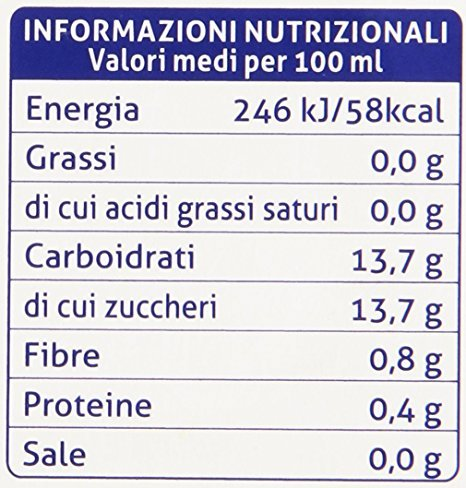 INFORMAZIONI NUTRIZIONALI
Valori medi per 100 ml
Energia 246 kJ/58kcal
Grassi 0,0 g
di cui acidi grassi saturi 0,0 g
Carboidrati 13,7 g
di cui zuccheri 13,7 g
Fibre 0,8 g
Proteine 0,4 g
Sale 0,0 g